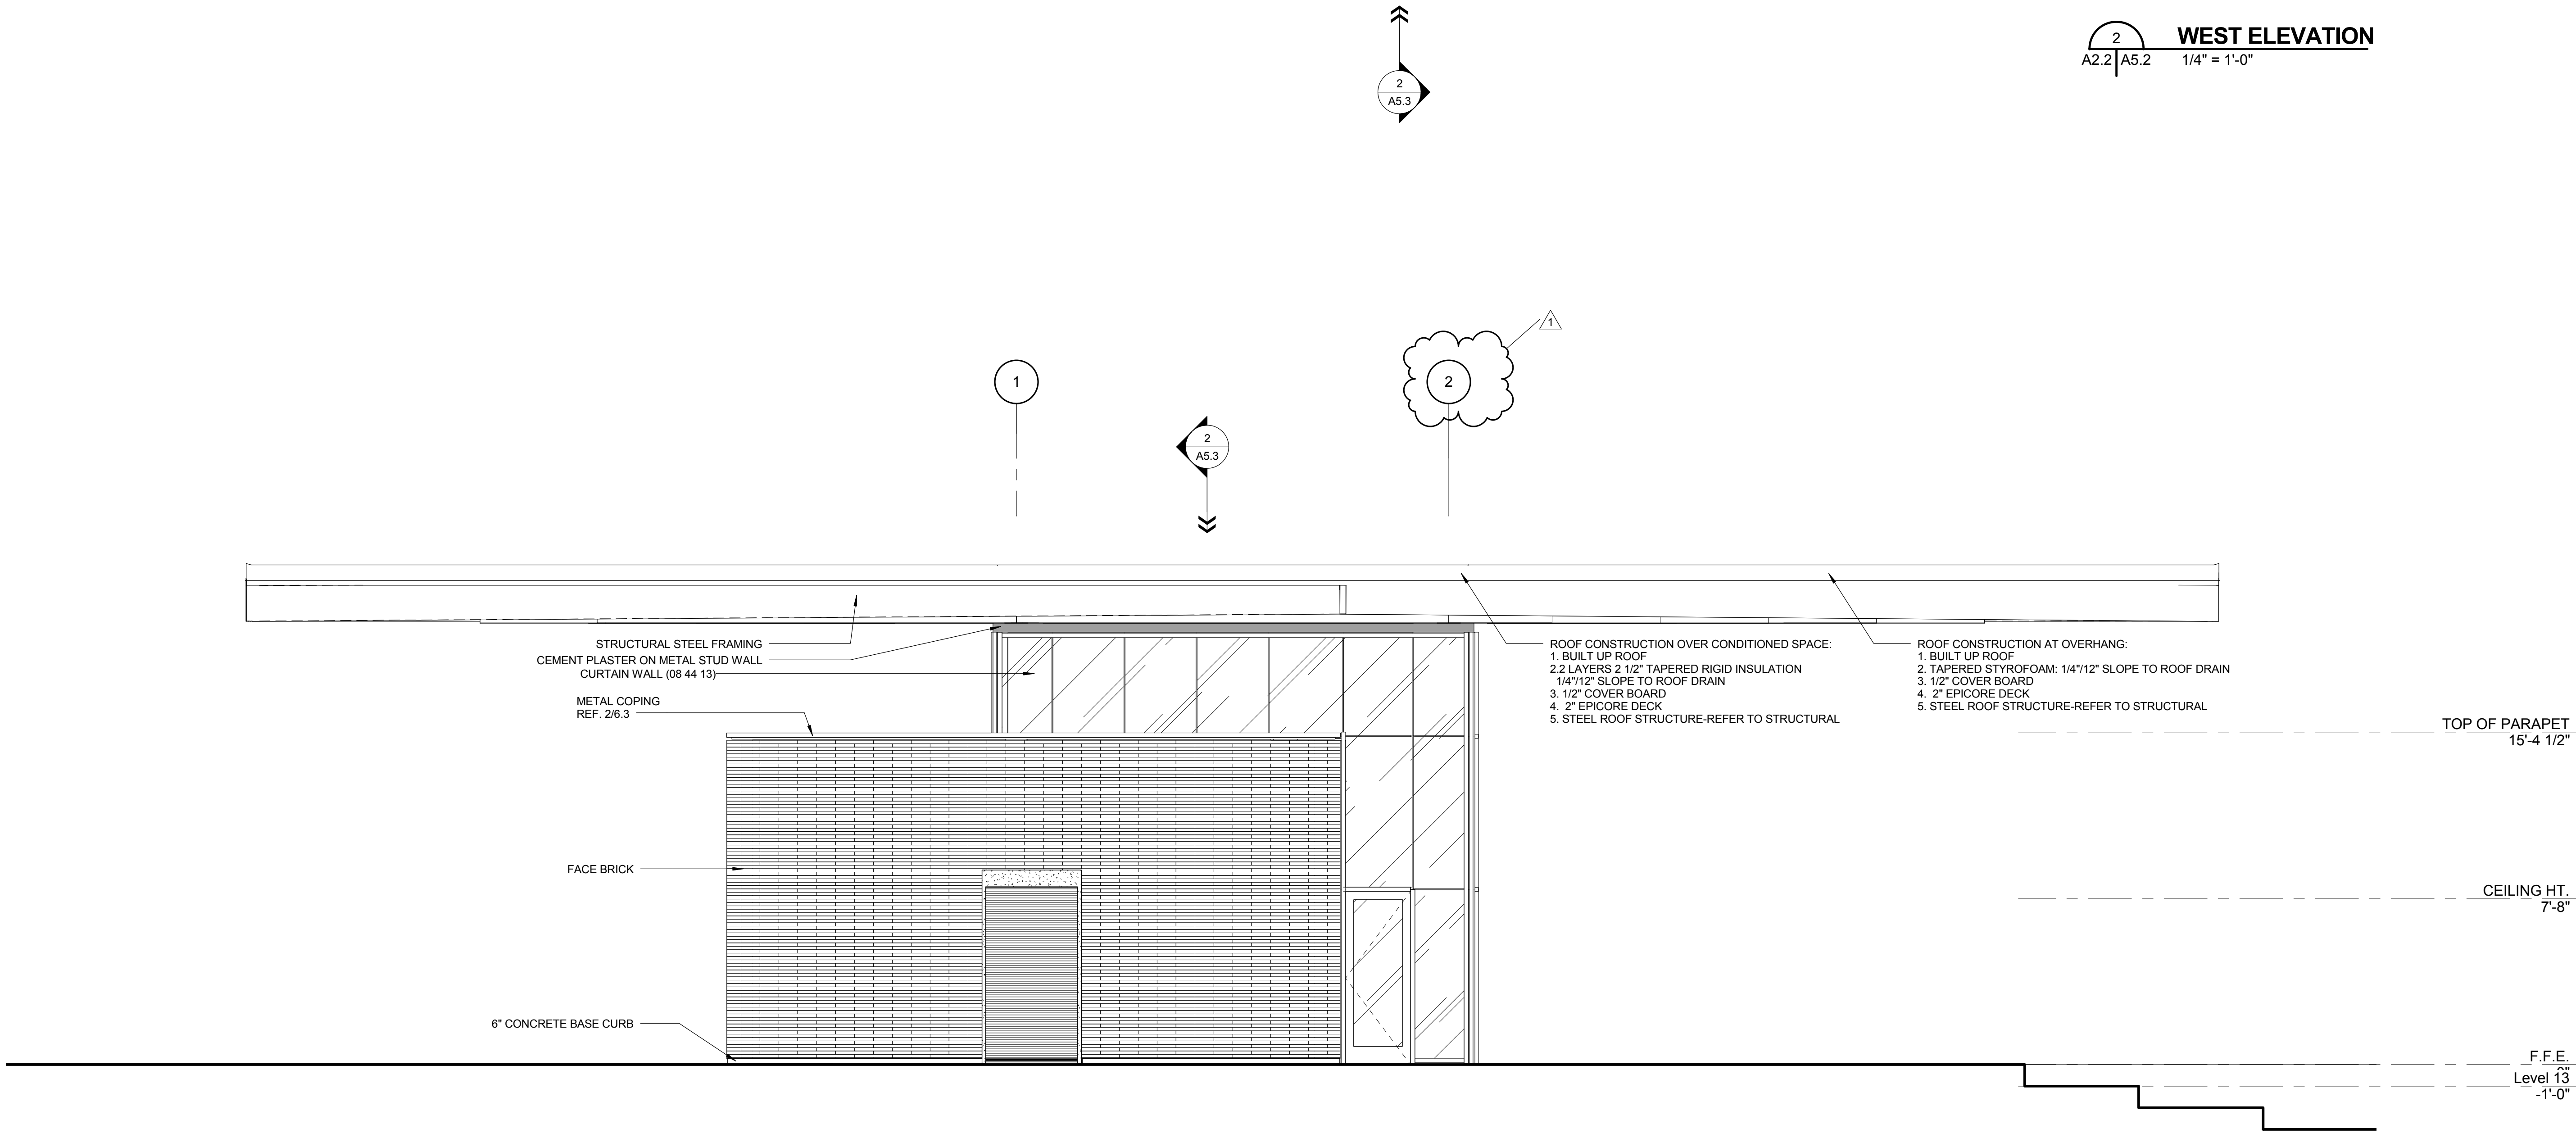 2
A5.3
2
WEST ELEVATION
A2.2 A5.2
1/4" = 1'-0"
1
1
2
2
A5.3
STRUCTURAL STEEL FRAMING
CEMENT PLASTER ON METAL STUD WALL
CURTAIN WALL (08 44 13)
METAL COPING
REF. 2/6.3
ROOF CONSTRUCTION OVER CONDITIONED SPACE:
1. BUILT UP ROOF
2.2 LAYERS 2 1/2" TAPERED RIGID INSULATION
1/4"/12" SLOPE TO ROOF DRAIN
3. 1/2" COVER BOARD
4. 2" EPICORE DECK
5. STEEL ROOF STRUCTURE-REFER TO STRUCTURAL
ROOF CONSTRUCTION AT OVERHANG:
1. BUILT UP ROOF
2. TAPERED STYROFOAM: 1/4"/12" SLOPE TO ROOF DRAIN
3. 1/2" COVER BOARD
4. 2" EPICORE DECK
5. STEEL ROOF STRUCTURE-REFER TO STRUCTURAL
TOP OF PARAPET
15'-4 1/2"
FACE BRICK
CEILING HT.
7'-8"
6" CONCRETE BASE CURB
F.F.E.
Level 13
-1'-0"